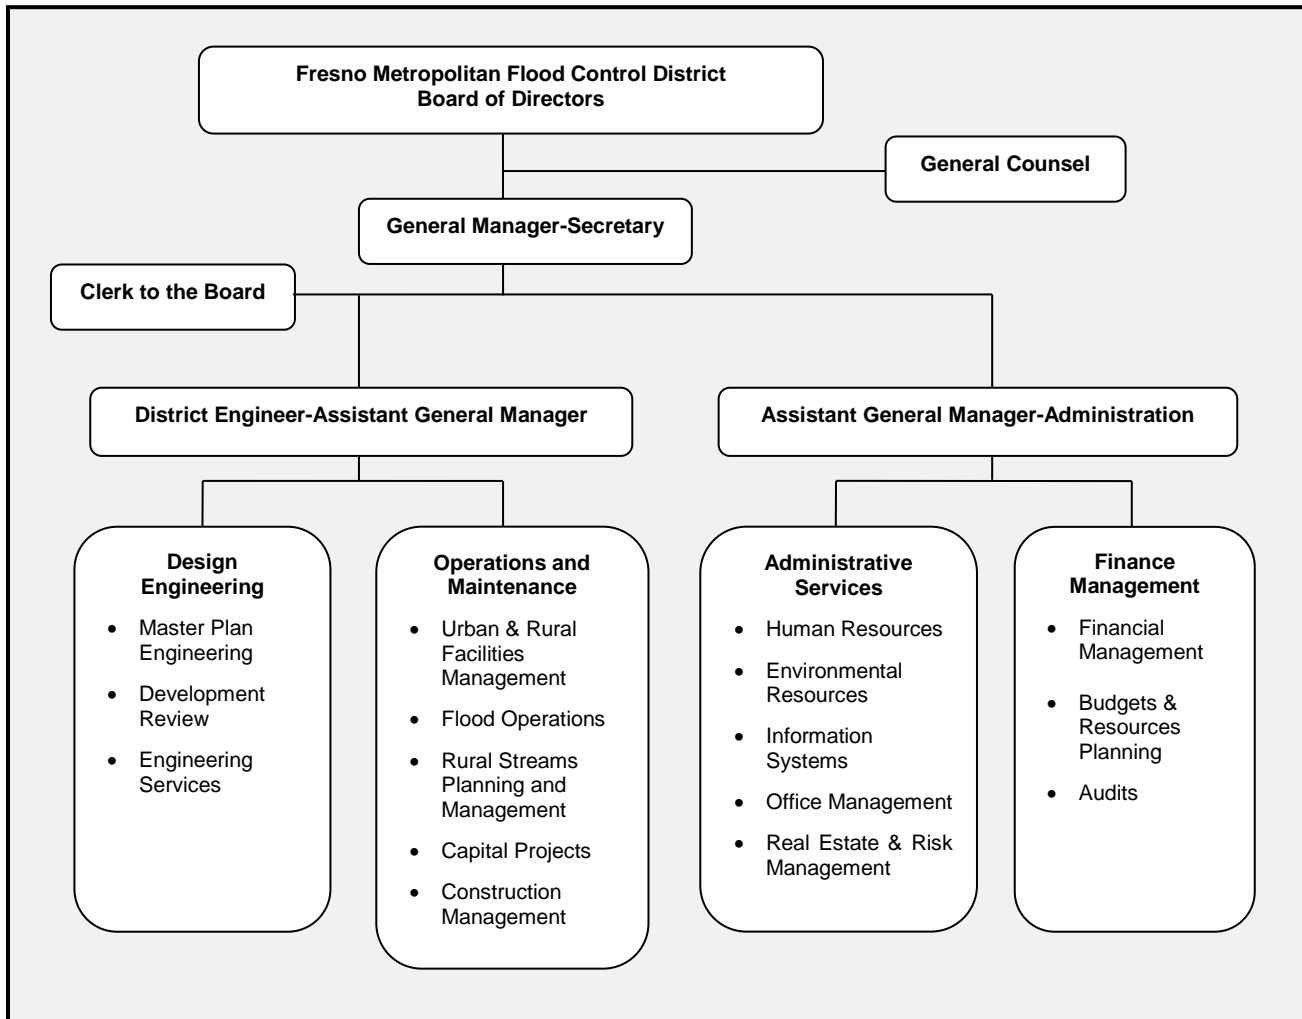 Fresno Metropolitan Flood Control District
Board of Directors
General Counsel
General Manager-Secretary
Clerk to the Board
District Engineer-Assistant General Manager
Assistant General Manager-Administration
Design
Engineering
• Master Plan
Engineering
• Development
Review
• Engineering
Services
Operations and
Maintenance
• Urban & Rural
Facilities
Management
• Flood Operations
• Rural Streams
Planning and
Management
• Capital Projects
• Construction
Management
Administrative
Services
• Human Resources
• Environmental
Resources
• Information
Systems
• Office Management
• Real Estate & Risk
Management
Finance
Management
• Financial
Management
• Budgets &
Resources
Planning
• Audits